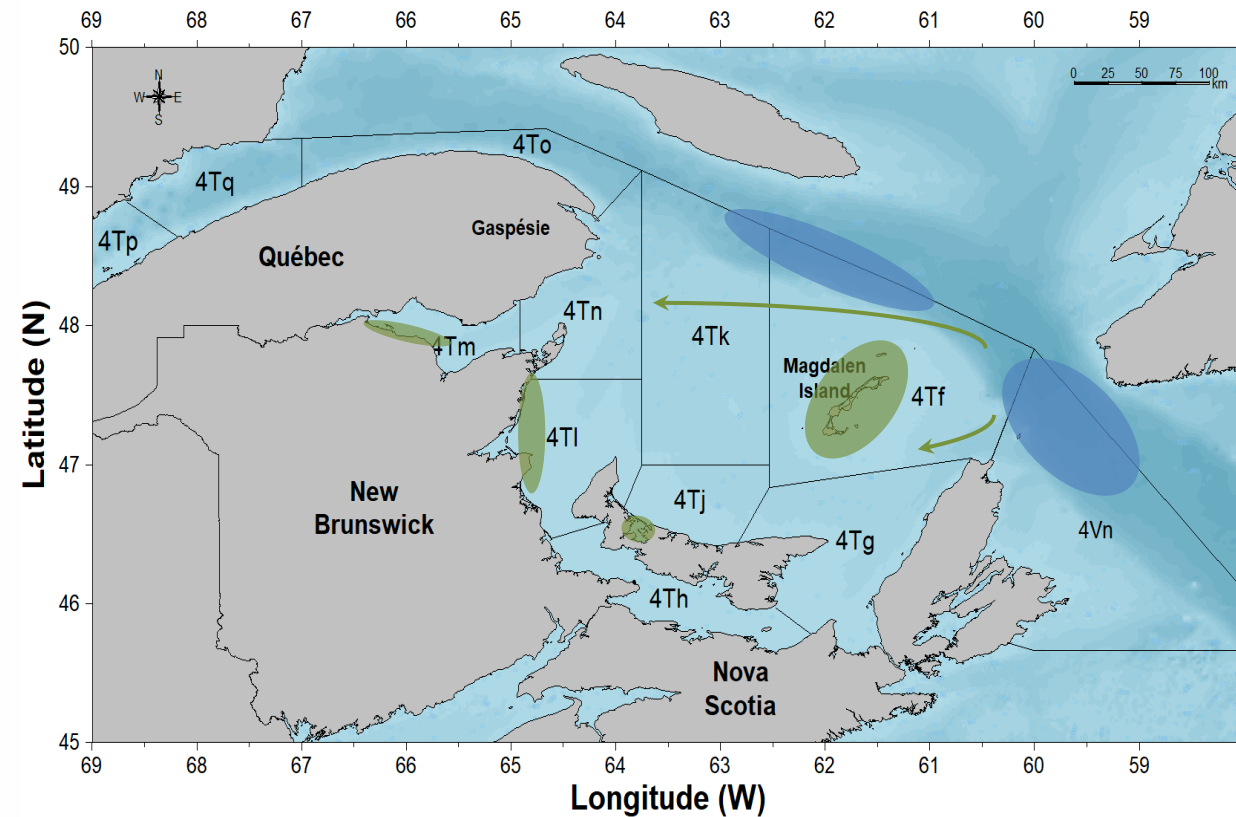 69 68 67 66 65 64 63 62 61 60 59
50
N
W E
S
0 25 50 75 100
km
4To
49
4Tq
4Tp
Gaspésie
Québec
48
4Tn
4Tk
4Tm
Magdalen
Island
4Tf
47
4Tl
New
Brunswick
4Tj
4Tg
4Vn
46
4Th
Nova
Scotia
45
69 68 67 66 65 64 63 62 61 60 59
Latitude (N)
Longitude (W)